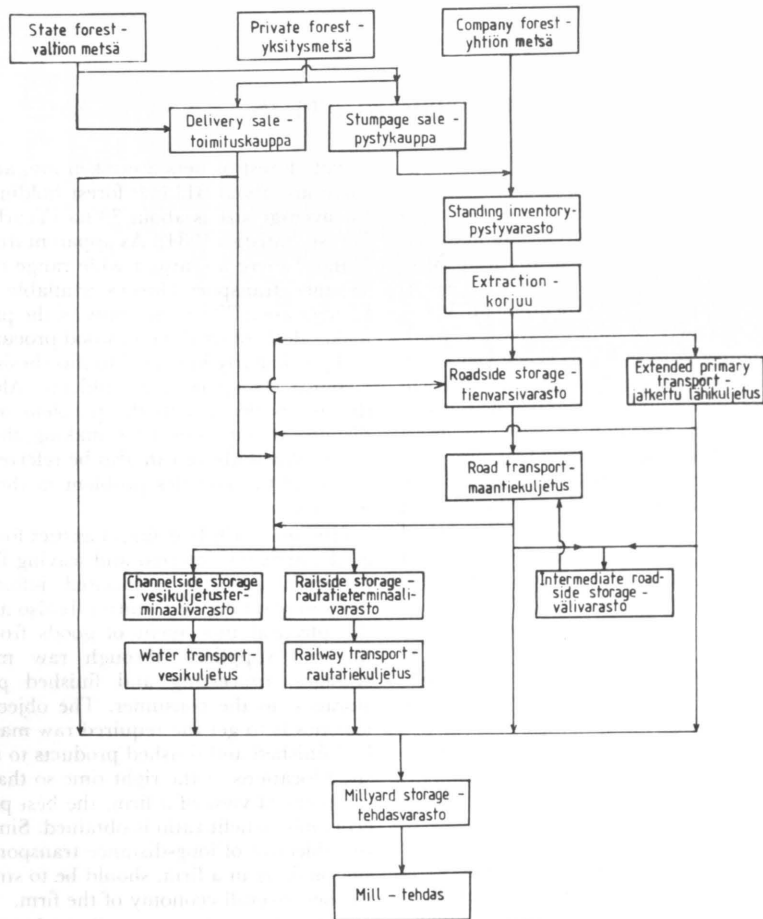 State forest -
valtion metsä
Private forest -
yksitysmetsä
Company forest -
yhtiön metsä
Delivery sale -
toimituskauppa
Stumpage sale -
pystykauppa
Standing inventory-
pystyvarasto
Extraction -
korjuu
Roadside storage -
tienvarsivarasto
Extended primary
transport -
jatkettu lähikuljetus
Road transport -
maantiekuljetus
Channelside storage
- vesikuljetuster-
minaalivarasto
Railside storage -
rautatieterminaali-
varasto
Intermediate road-
side storage -
välivarasto
Water transport -
vesikuljetus
Railway transport -
rautatiekuljetus
Millyard storage -
tehdasvarasto
Mill - tehdas